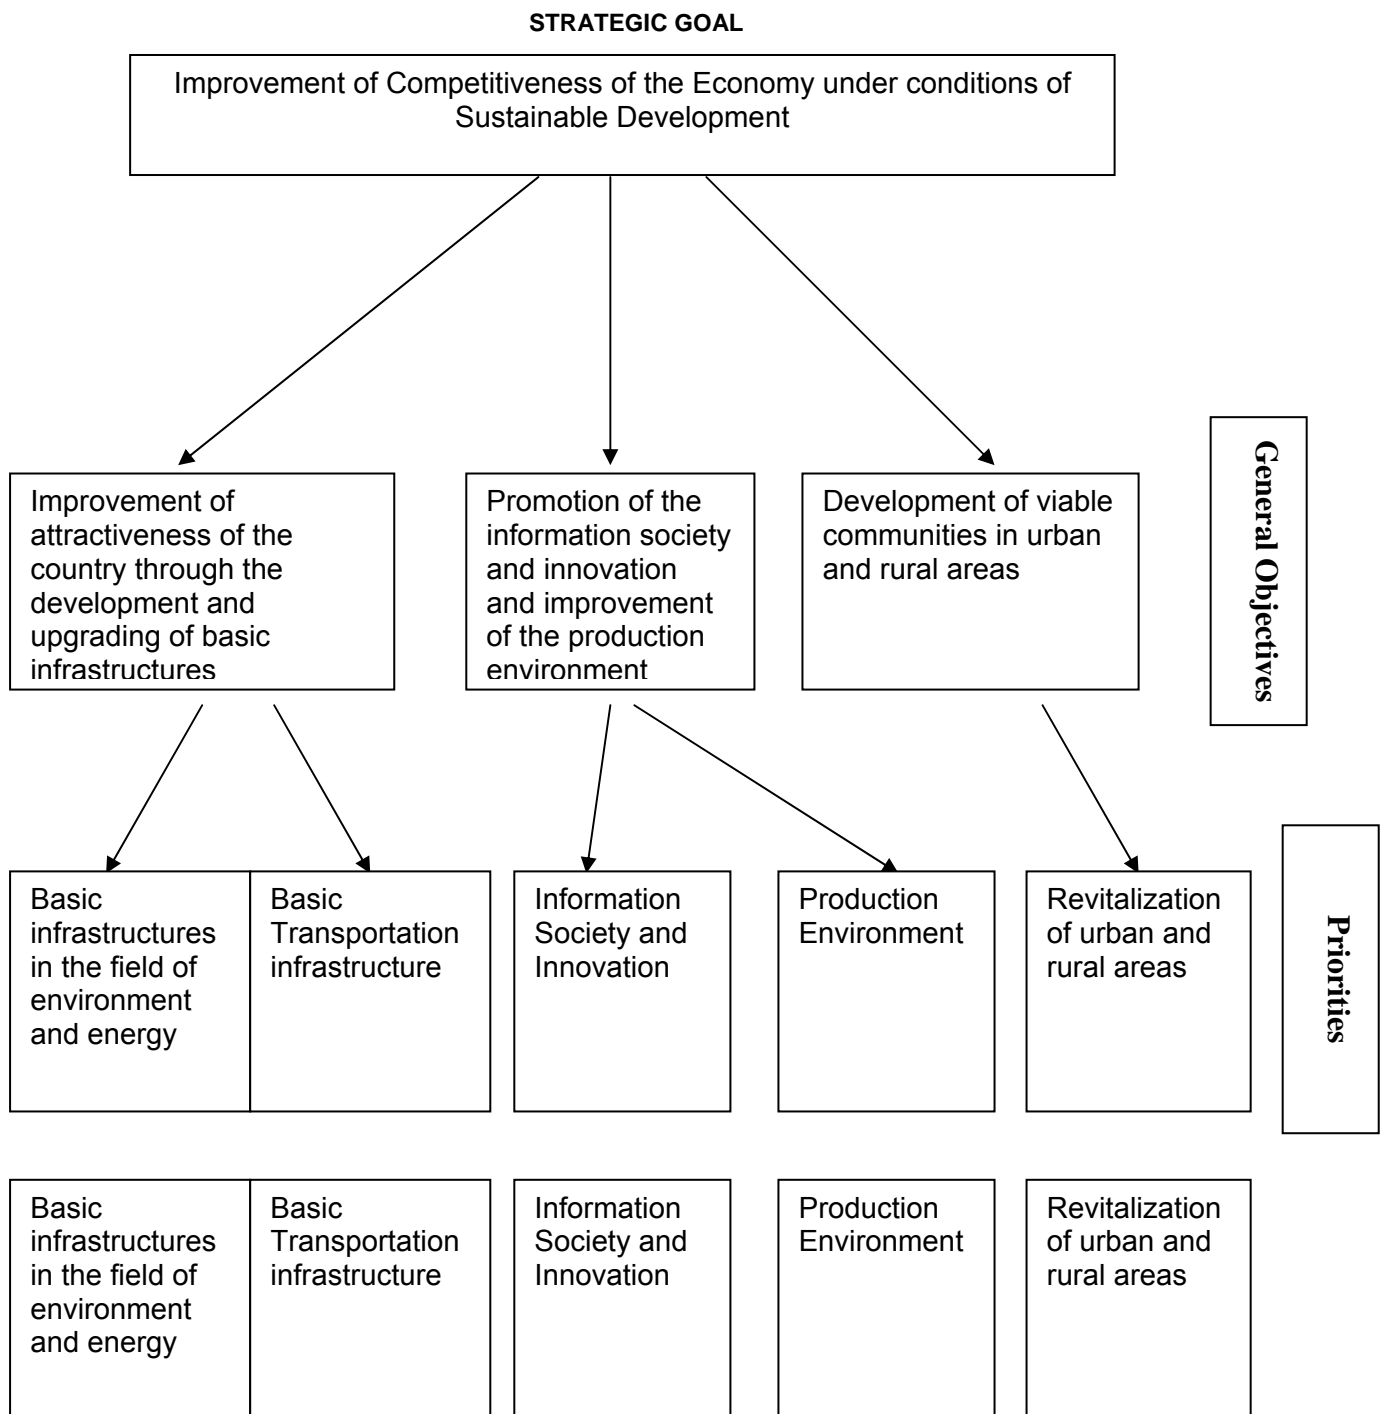 STRATEGIC GOAL
Improvement of Competitiveness of the Economy under conditions of
Sustainable Development
Improvement of
attractiveness of the
country through the
development and
upgrading of basic
infrastructures
Promotion of the
information society
and innovation
and improvement
of the production
environment
Development of viable
communities in urban
and rural areas
General Objectives
Basic
infrastructures
in the field of
environment
and energy
Basic
Transportation
infrastructure
Information
Society and
Innovation
Production
Environment
Revitalization
of urban and
rural areas
Priorities
Basic
infrastructures
in the field of
environment
and energy
Basic
Transportation
infrastructure
Information
Society and
Innovation
Production
Environment
Revitalization
of urban and
rural areas